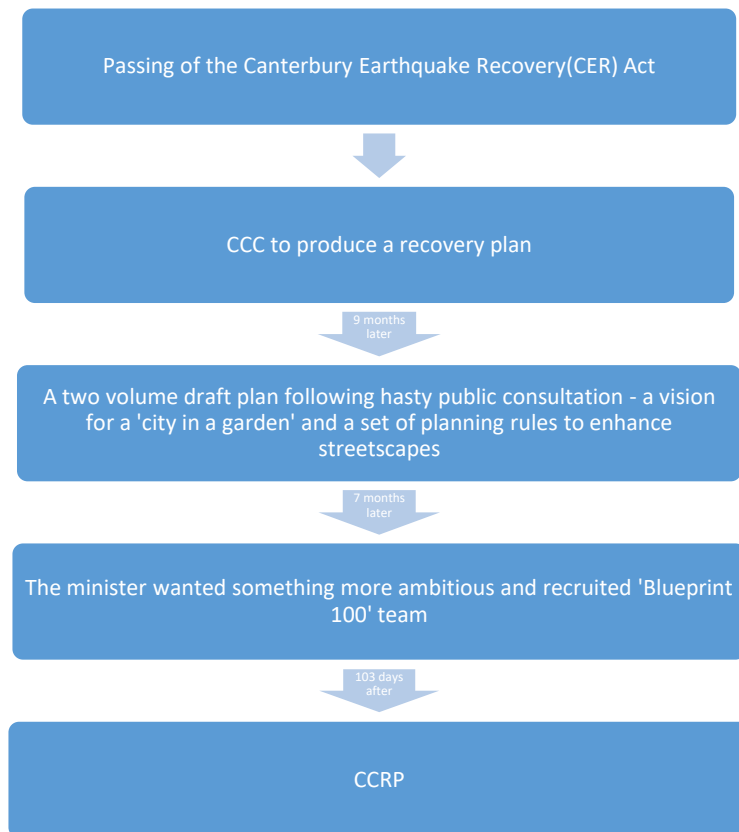 Passing of the Canterbury Earthquake Recovery(CER) Act
CCC to produce a recovery plan
9 months
later
A two volume draft plan following hasty public consultation - a vision
for a 'city in a garden' and a set of planning rules to enhance
streetscapes
7 months
later
The minister wanted something more ambitious and recruited 'Blueprint
100' team
103 days
after
CCRP